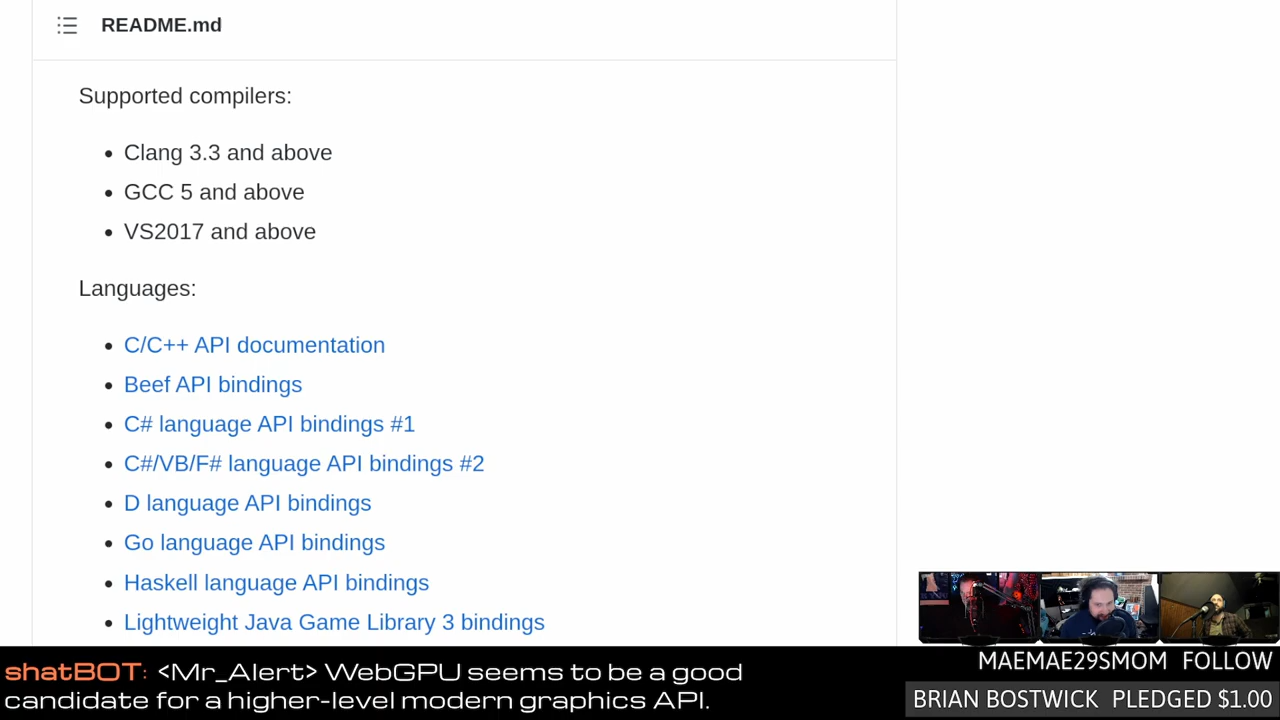 README.md
Supported compilers:
Clang 3.3 and above
GCC 5 and above
VS2017 and above
Languages:
C/C++ API documentation
Beef API bindings
C# language API bindings #1
C#/VB/F# language API bindings #2
D language API bindings
Go language API bindings
Haskell language API bindings
Lightweight Java Game Library 3 bindings
shatBOT: <Mr_Alert> WebGPU seems to be a good
candidate for a higher-level modern graphics API.
MAEMAE29SMOM FOLLOW
BRIAN BOSTWICK PLEDGED $1.00